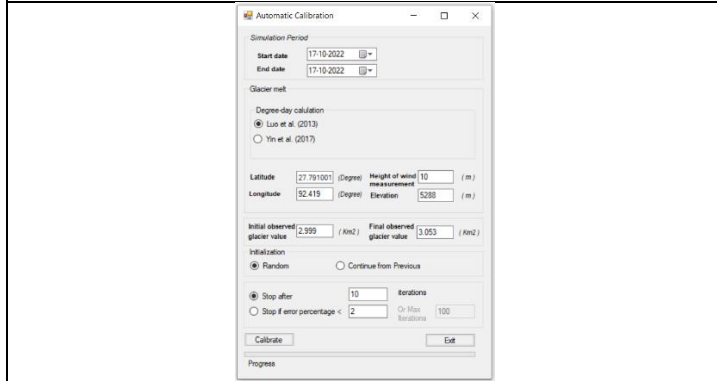 Automatic Calibration
Simulation Period
Start date 17-10-2022
End date 17-10-2022
Glacier melt
Degree-day calulation
Luo et al. (2013)
Yin et al. (2017)
Latitude 27.791001 (Degree) Height of wind measurement 10 (m)
Longitude 92.419 (Degree) Elevation 5288 (m)
Initial observed glacier value 2.999 (Km2) Final observed glacier value 3.053 (Km2)
Initialization
Random Continue from Previous
Stop after 10 iterations
Stop if error percentage < 2 Or Max Iterations 100
Calibrate Exit
Progress